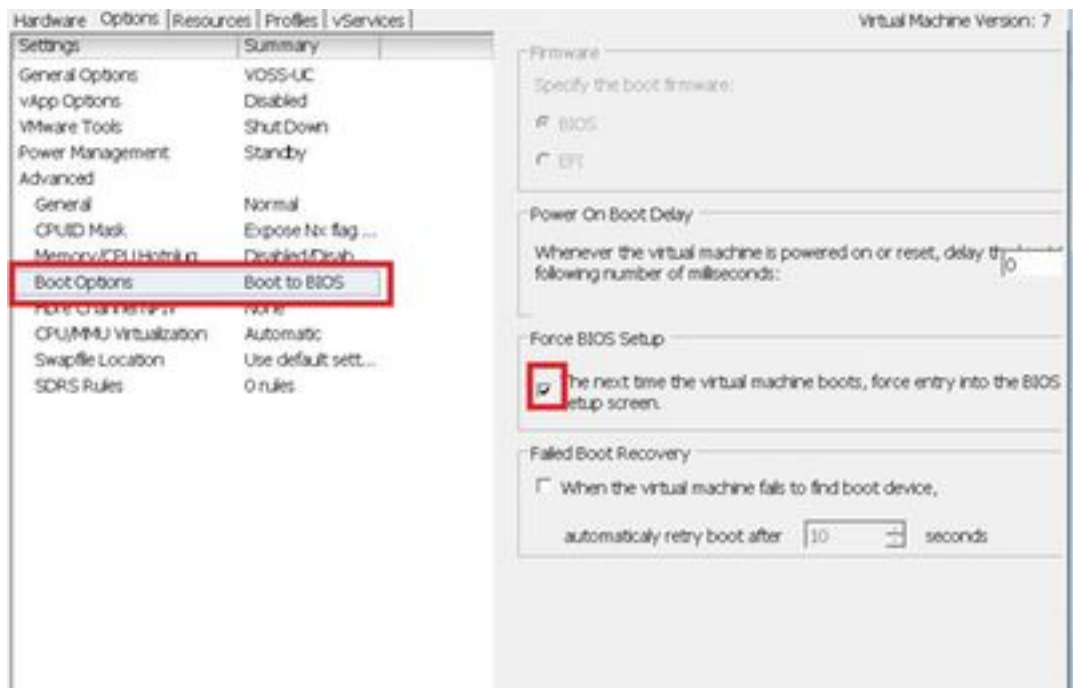 Hardware Options Resources Profiles vServices
Virtual Machine Version: 7
Settings Summary
General Options VOSS-UC
vApp Options Disabled
VMware Tools Shut Down
Power Management Standby
Advanced
General Normal
CPUID Mask Expose Nx flag ...
Memory/CPU Hotplug Disabled/Disab...
Boot Options Boot to BIOS
Fibre Channel NPIV None
CPU/MMU Virtualization Automatic
Swapfile Location Use default sett...
SDRS Rules 0 rules
Firmware
Specify the boot firmware:
BIOS
EFI
Power On Boot Delay
Whenever the virtual machine is powered on or reset, delay
following number of milliseconds:
0
Force BIOS Setup
The next time the virtual machine boots, force entry into the BIOS
setup screen.
Failed Boot Recovery
When the virtual machine fails to find boot device,
automaticaly retry boot after 10 seconds